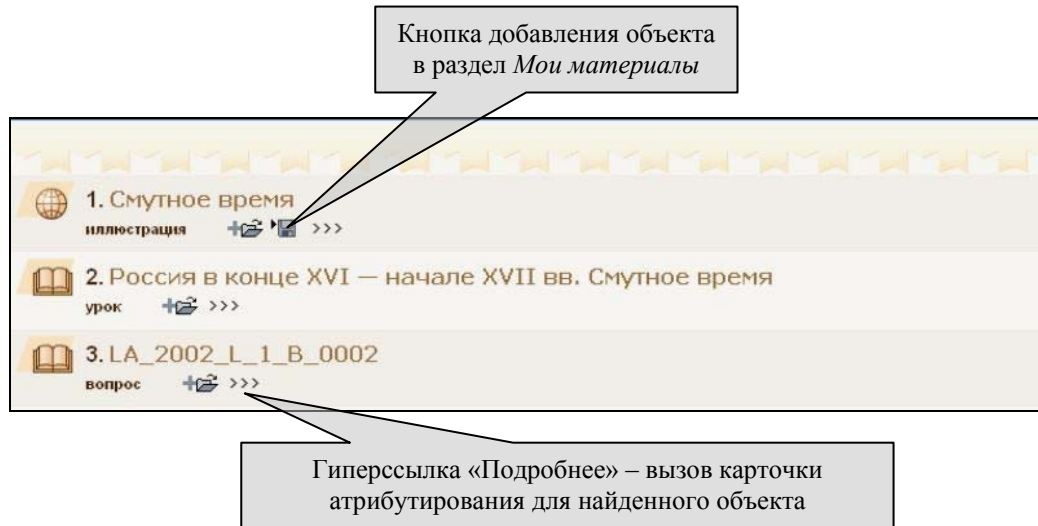 Кнопка добавления объекта
в раздел Мои материалы
1. Смутное время
иллюстрация >>>
2. Россия в конце XVI — начале XVII вв. Смутное время
урок >>>
3. LA_2002_L_1_B_0002
вопрос >>>
Гиперссылка «Подробнее» – вызов карточки
атрибутирования для найденного объекта